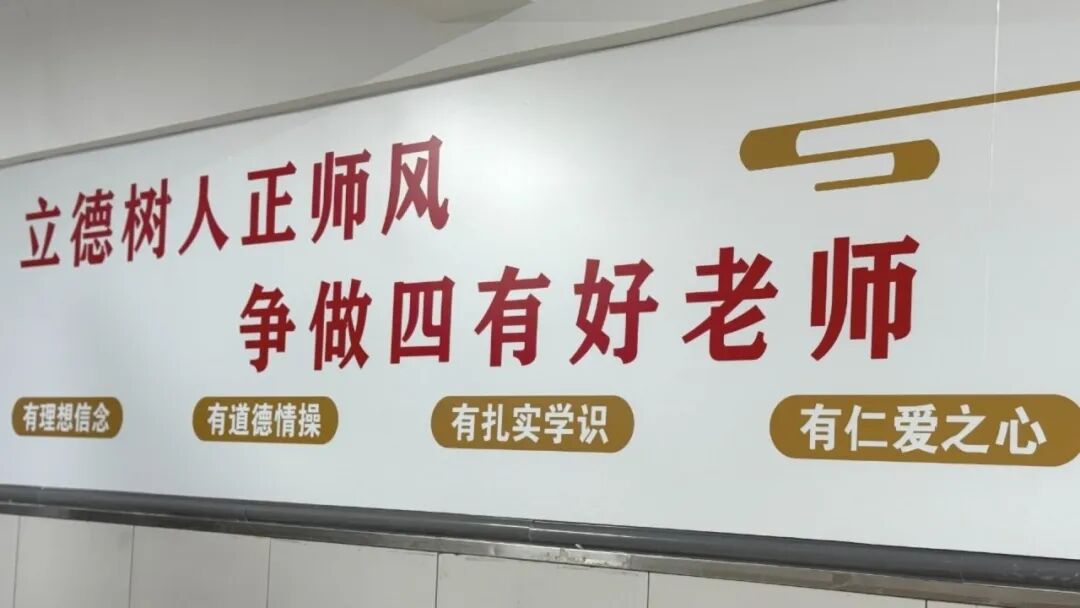 立德树人正师风
争做四有好老师
有理想信念 有道德情操 有扎实学识 有仁爱之心